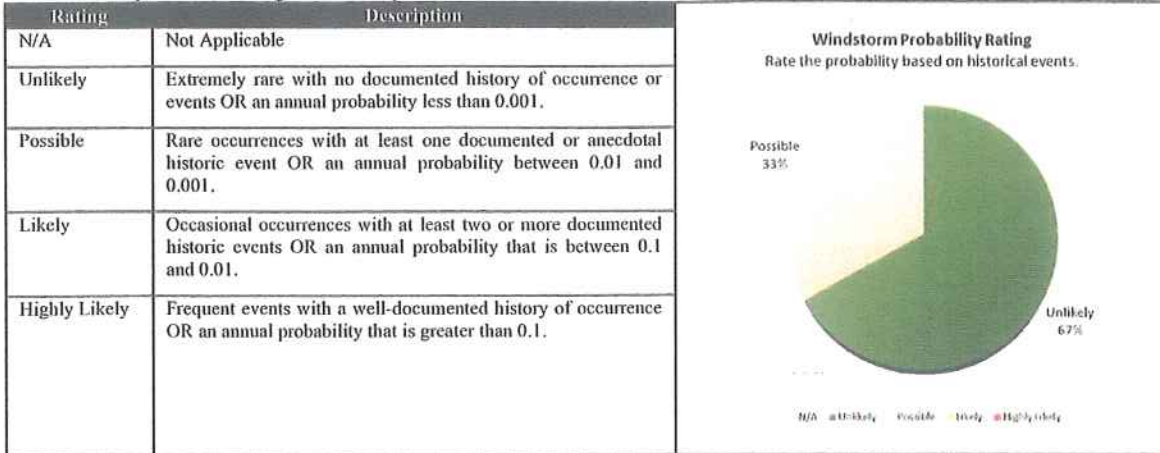 Rating Description
N/A Not Applicable
Unlikely Extremely rare with no documented history of occurrence or
events OR an annual probability less than 0.001.
Possible Rare occurrences with at least one documented or anecdotal
historic event OR an annual probability between 0.01 and
0.001.
Likely Occasional occurrences with at least two or more documented
historic events OR an annual probability that is between 0.1
and 0.01.
Highly Likely Frequent events with a well-documented history of occurrence
OR an annual probability that is greater than 0.1.
Windstorm Probability Rating
Rate the probability based on historical events.
Possible
33%
Unlikely
67%
N/A Unlikely Possible Likely Highly Likely